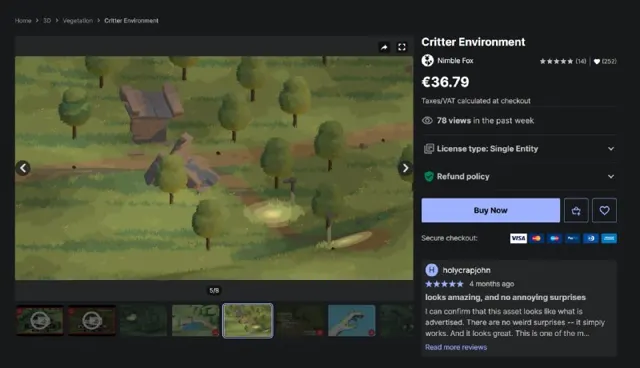 Home > 3D > Vegetation > Critter Environment
Critter Environment
Nimble Fox
★★★★★ (14) | ♥ (252)
€36.79
Taxes/VAT calculated at checkout
78 views in the past week
License type: Single Entity
Refund policy
Buy Now
Secure checkout:
VISA
5/8
H holycrapjohn
★★★★★ 4 months ago
looks amazing, and no annoying surprises
I can confirm that this asset looks like what is
advertised. There are no weird surprises -- it simply
works. And it looks great. This is one of the m...
Read more reviews